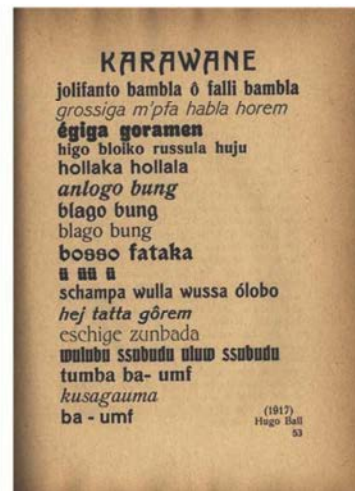 KARAWANE
jolifanto bambla ô falli bambla
grossiga m'pfa habla horem
égiga goramen
higo bloiko russula huju
hollaka hollala
anlogo bung
blago bung
blago bung
bosso fataka
ü üü ü
schampa wulla wussa ólobo
hej tatta gôrem
eschige zunbada
wulubu ssubudu uluw ssubudu
tumba ba- umf
kusagauma
ba - umf
(1917)
Hugo Ball
53